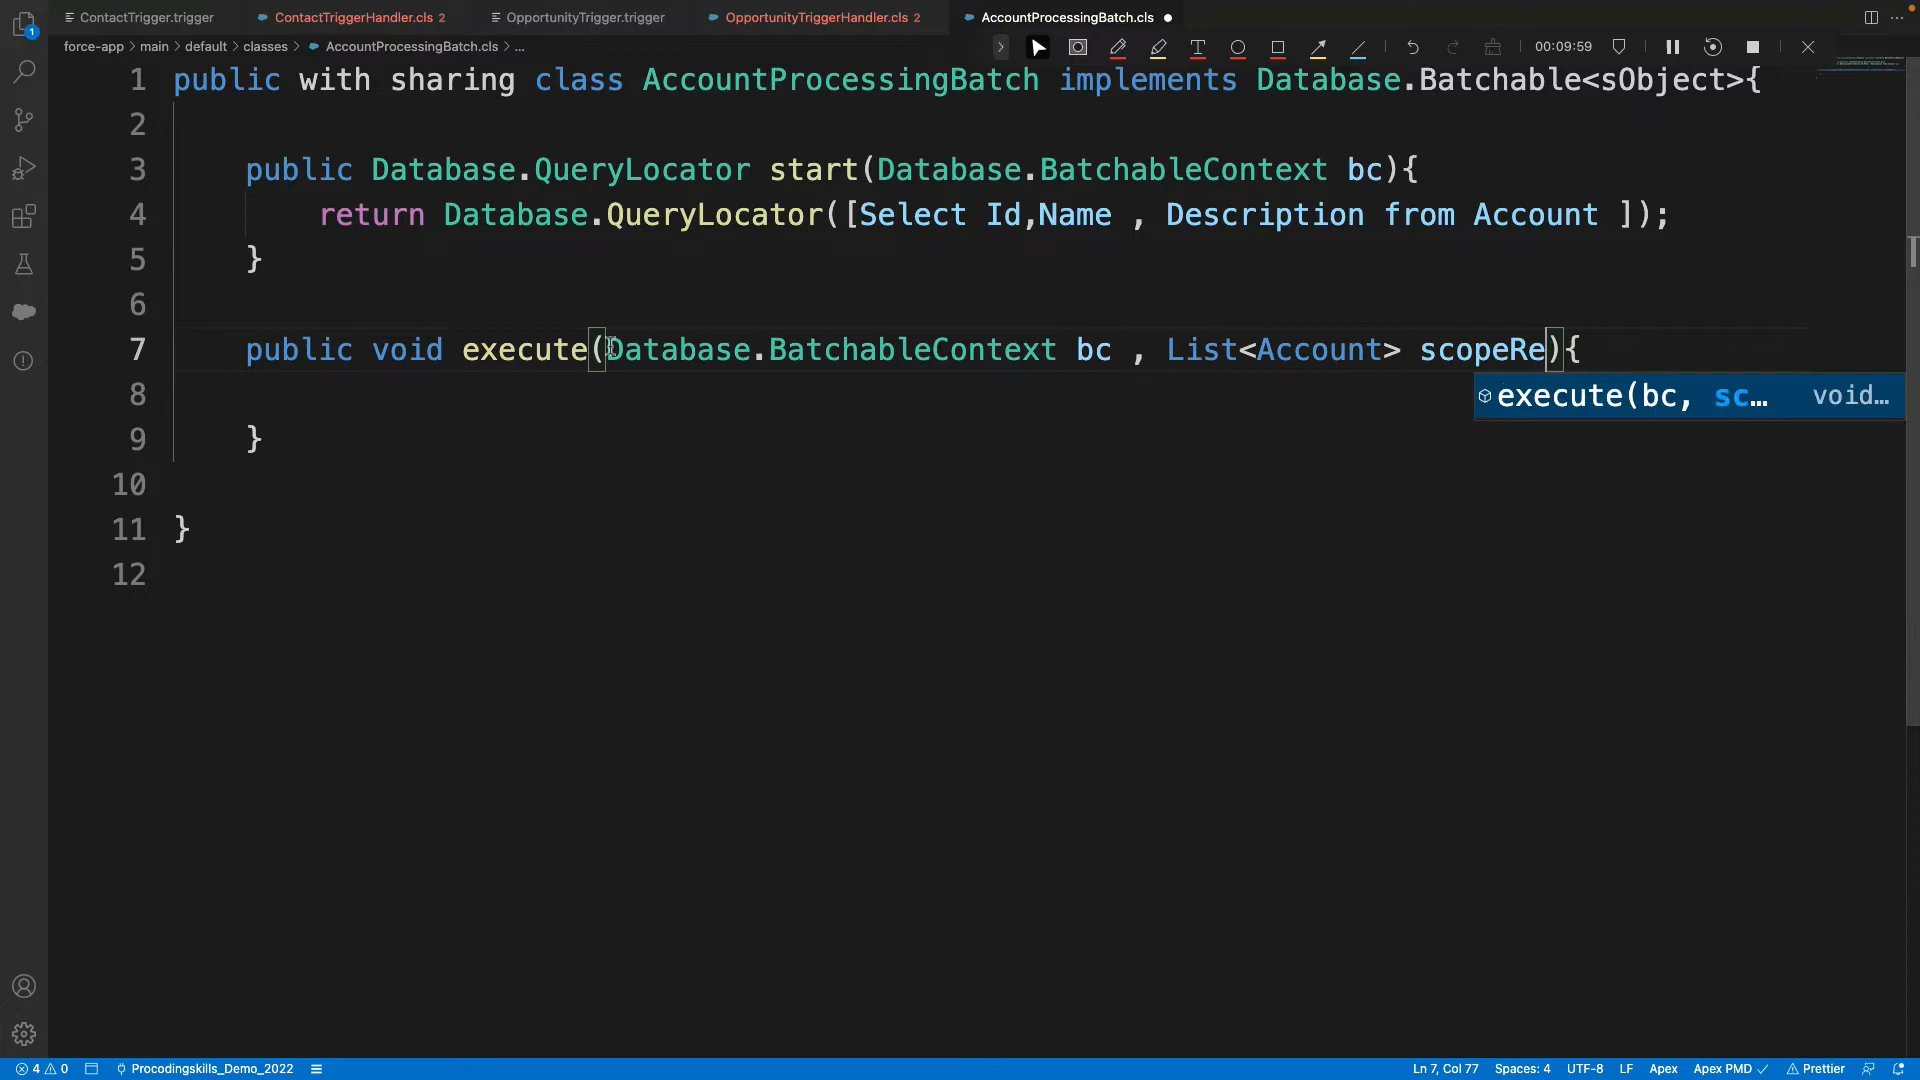 ContactTrigger.trigger
ContactTriggerHandler.cls 2
OpportunityTrigger.trigger
OpportunityTriggerHandler.cls 2
AccountProcessingBatch.cls
force-app > main > default > classes > AccountProcessingBatch.cls > ...
00:09:59
1
1 public with sharing class AccountProcessingBatch implements Database.Batchable<sObject>{
2
3 public Database.QueryLocator start(Database.BatchableContext bc){
4 return Database.QueryLocator([Select Id,Name , Description from Account ]);
5 }
6
7 public void execute(Database.BatchableContext bc , List<Account> scopeRe){
8 execute(bc, sc… void…
9 }
10
11 }
12
4 0 Procodingskills_Demo_2022 Ln 7, Col 77 Spaces: 4 UTF-8 LF Apex Apex PMD Prettier